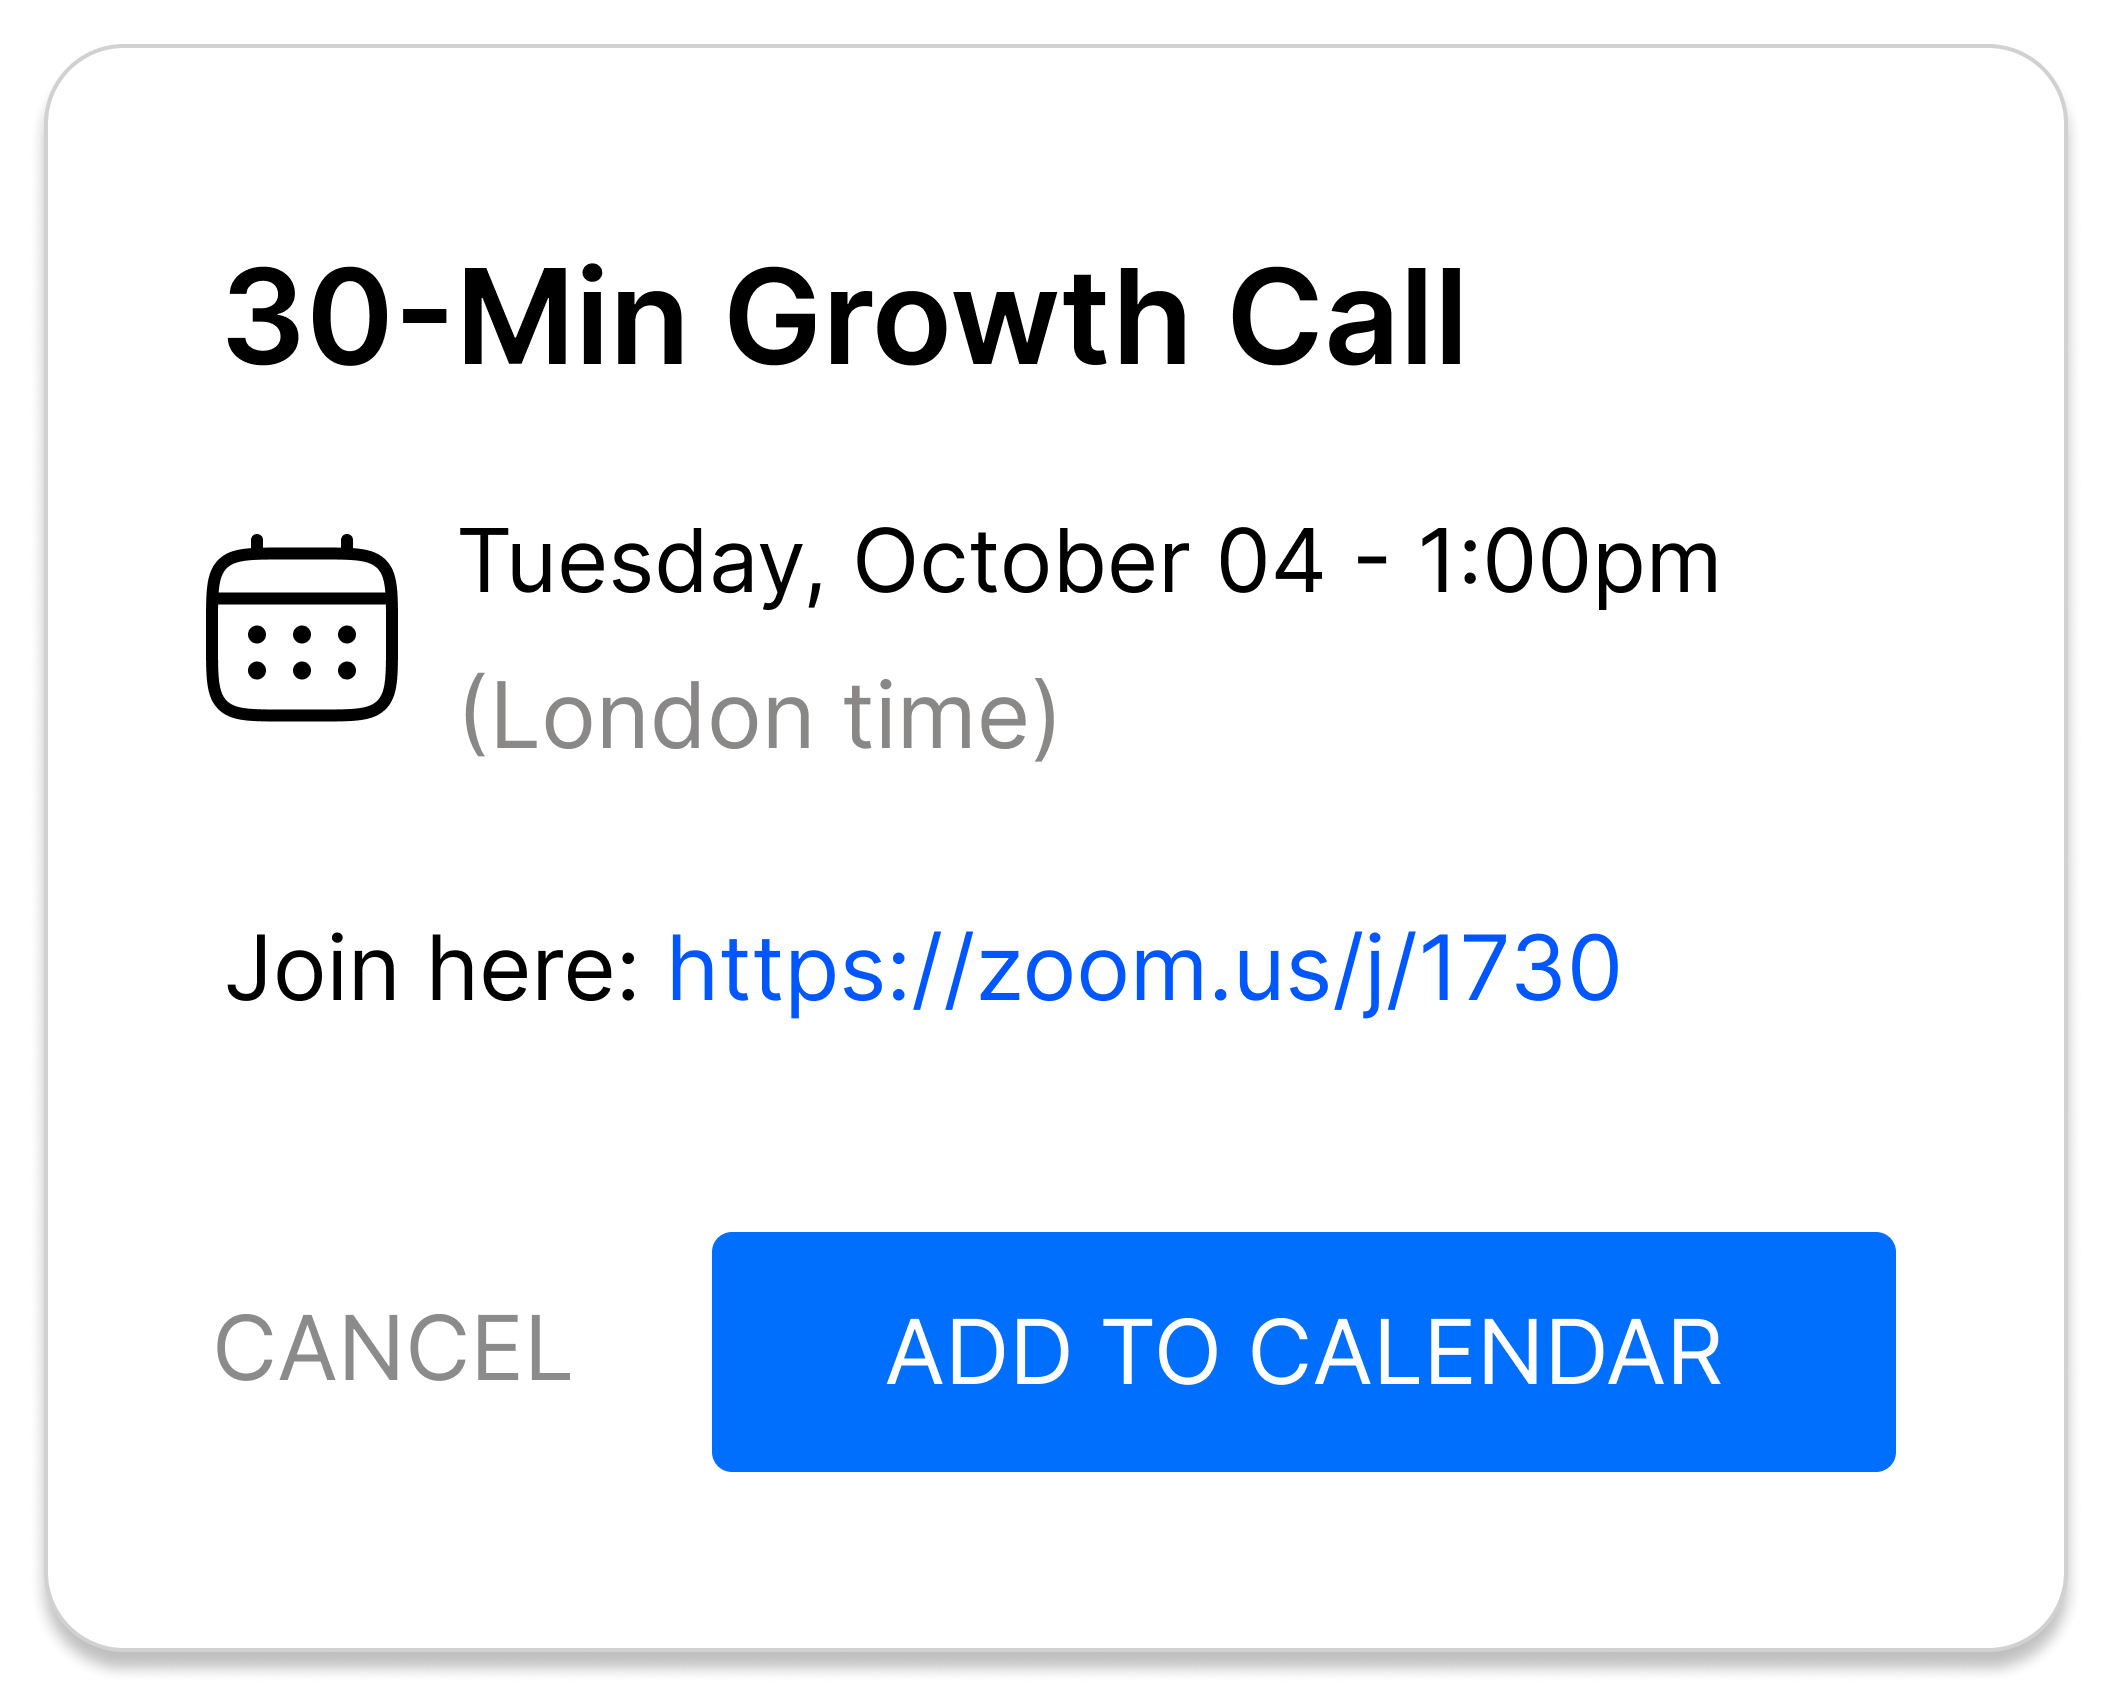 30-Min Growth Call
Tuesday, October 04 - 1:00pm
(London time)
Join here: https://zoom.us/j/1730
CANCEL
ADD TO CALENDAR